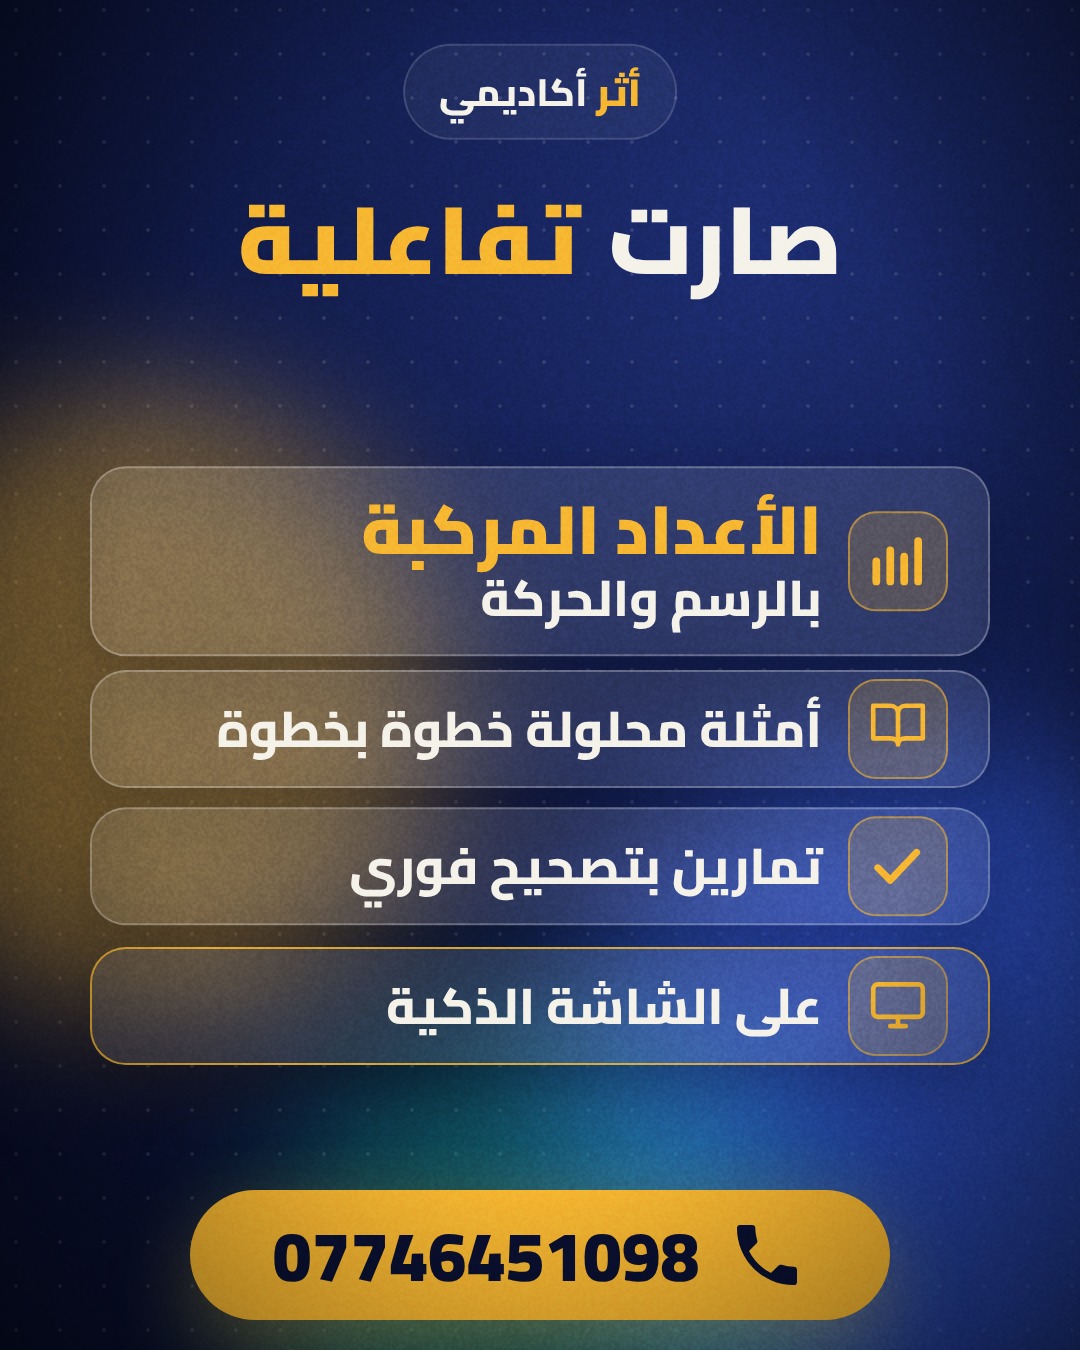 أثر أكاديمي
صارت تفاعلية
الأعداد المركبة
بالرسم والحركة
أمثلة محلولة خطوة بخطوة
تمارين بتصحيح فوري
على الشاشة الذكية
07746451098